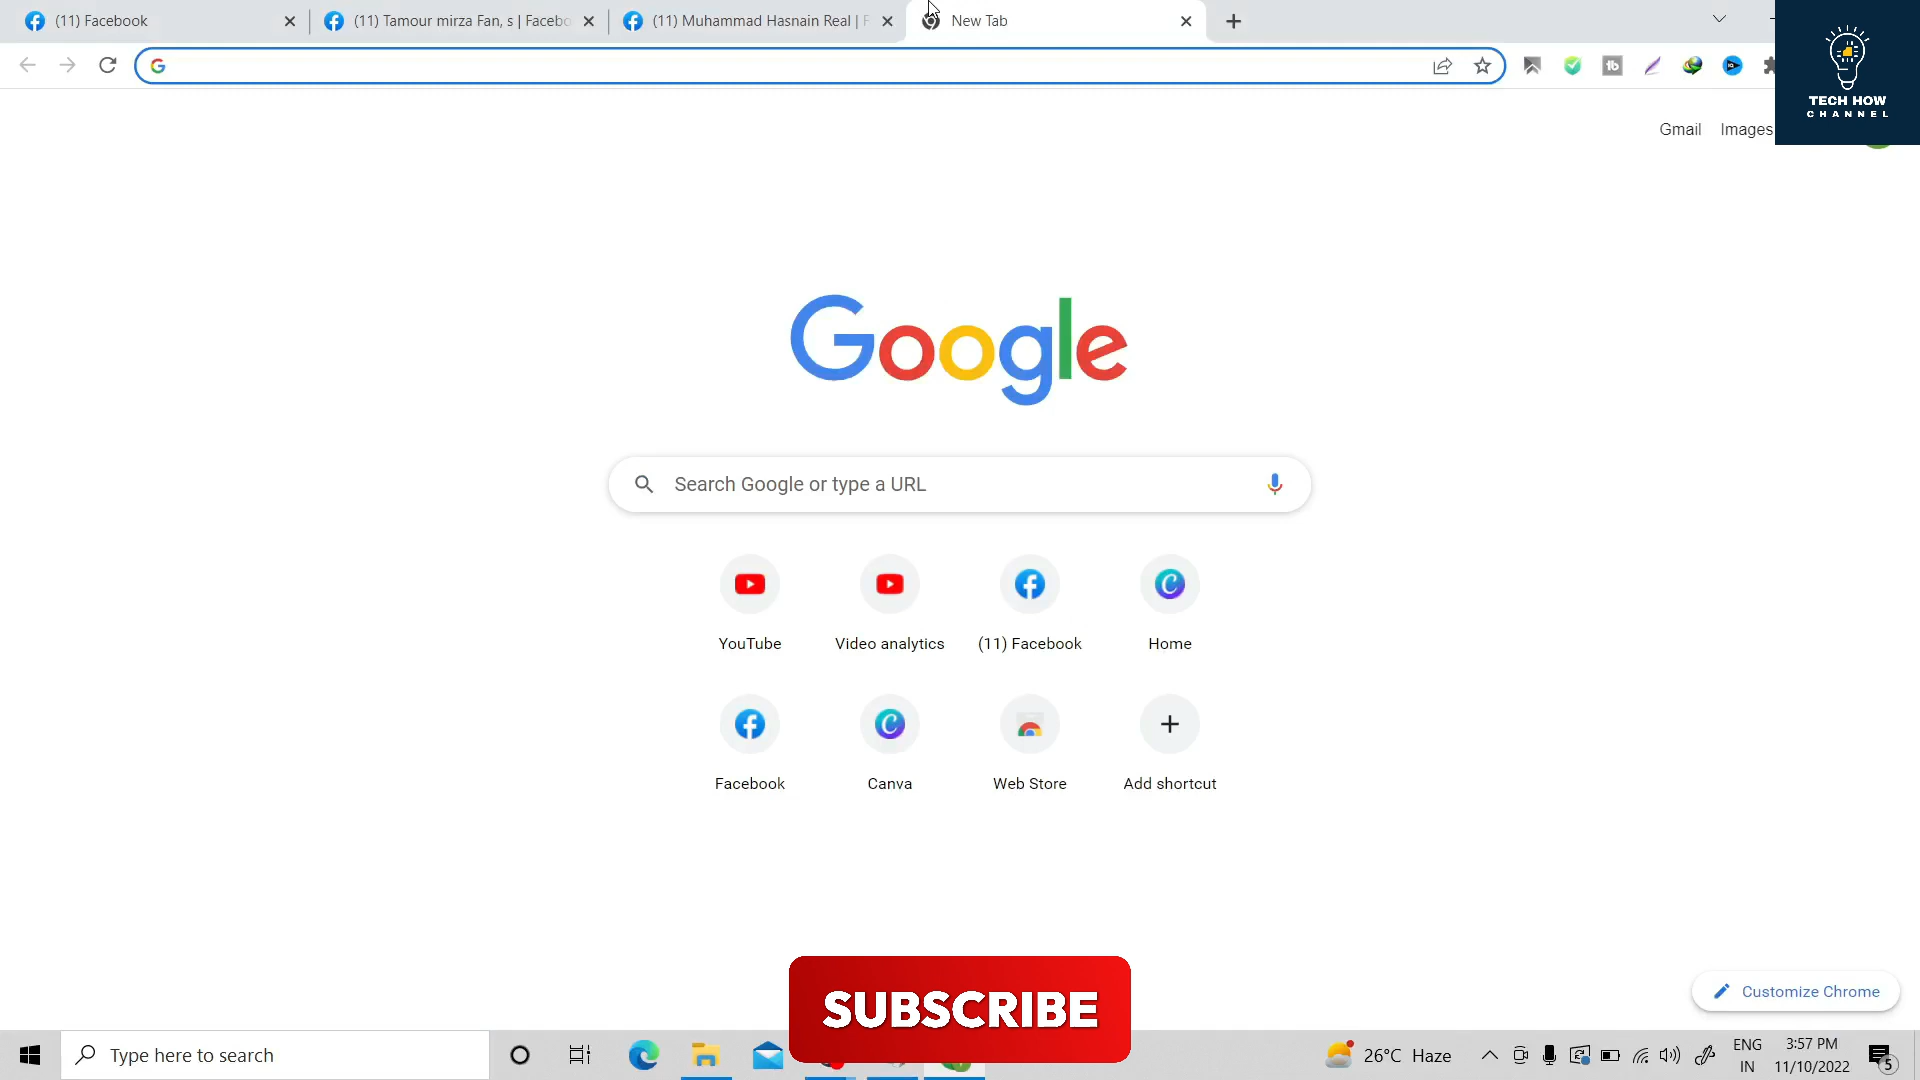 (11) Facebook
(11) Tamour mirza Fan, s | Facebo
(11) Muhammad Hasnain Real | F
New Tab
TECH HOW
CHANNEL
Gmail
Images
Google
Search Google or type a URL
YouTube
Video analytics
(11) Facebook
Home
Facebook
Canva
Web Store
Add shortcut
Customize Chrome
SUBSCRIBE
Type here to search
26°C Haze
ENG
IN
3:57 PM
11/10/2022
5